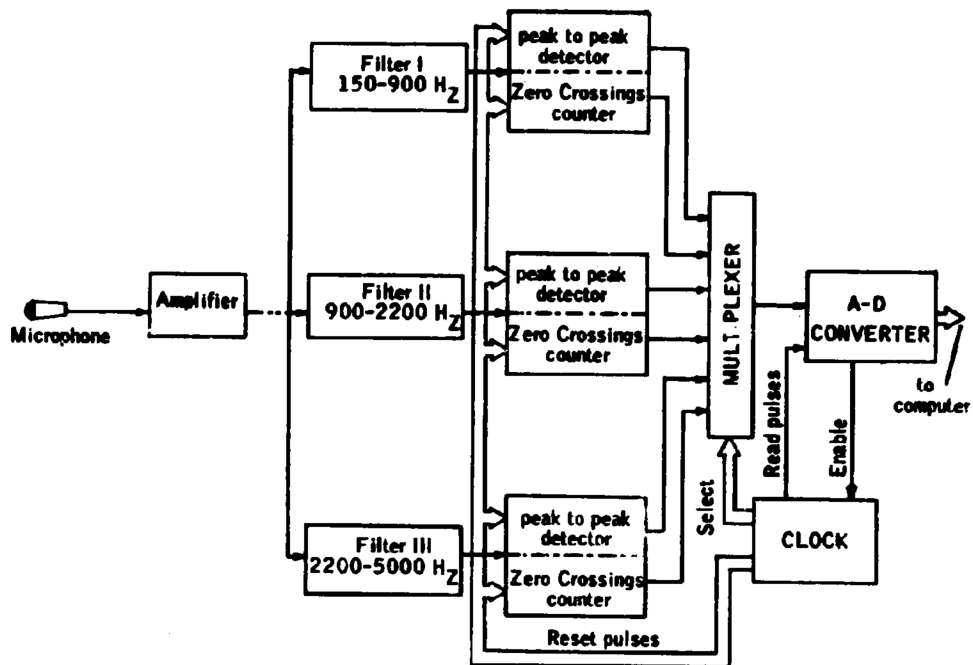 Microphone
Amplifier
Filter I
150-900 HZ
Filter II
900-2200 HZ
Filter III
2200-5000 HZ
peak to peak
detector
Zero Crossings
counter
peak to peak
detector
Zero Crossings
counter
peak to peak
detector
Zero Crossings
counter
MULT PLEXER
A-D
CONVERTER
to
computer
Read pulses
Enable
Select
CLOCK
Reset pulses